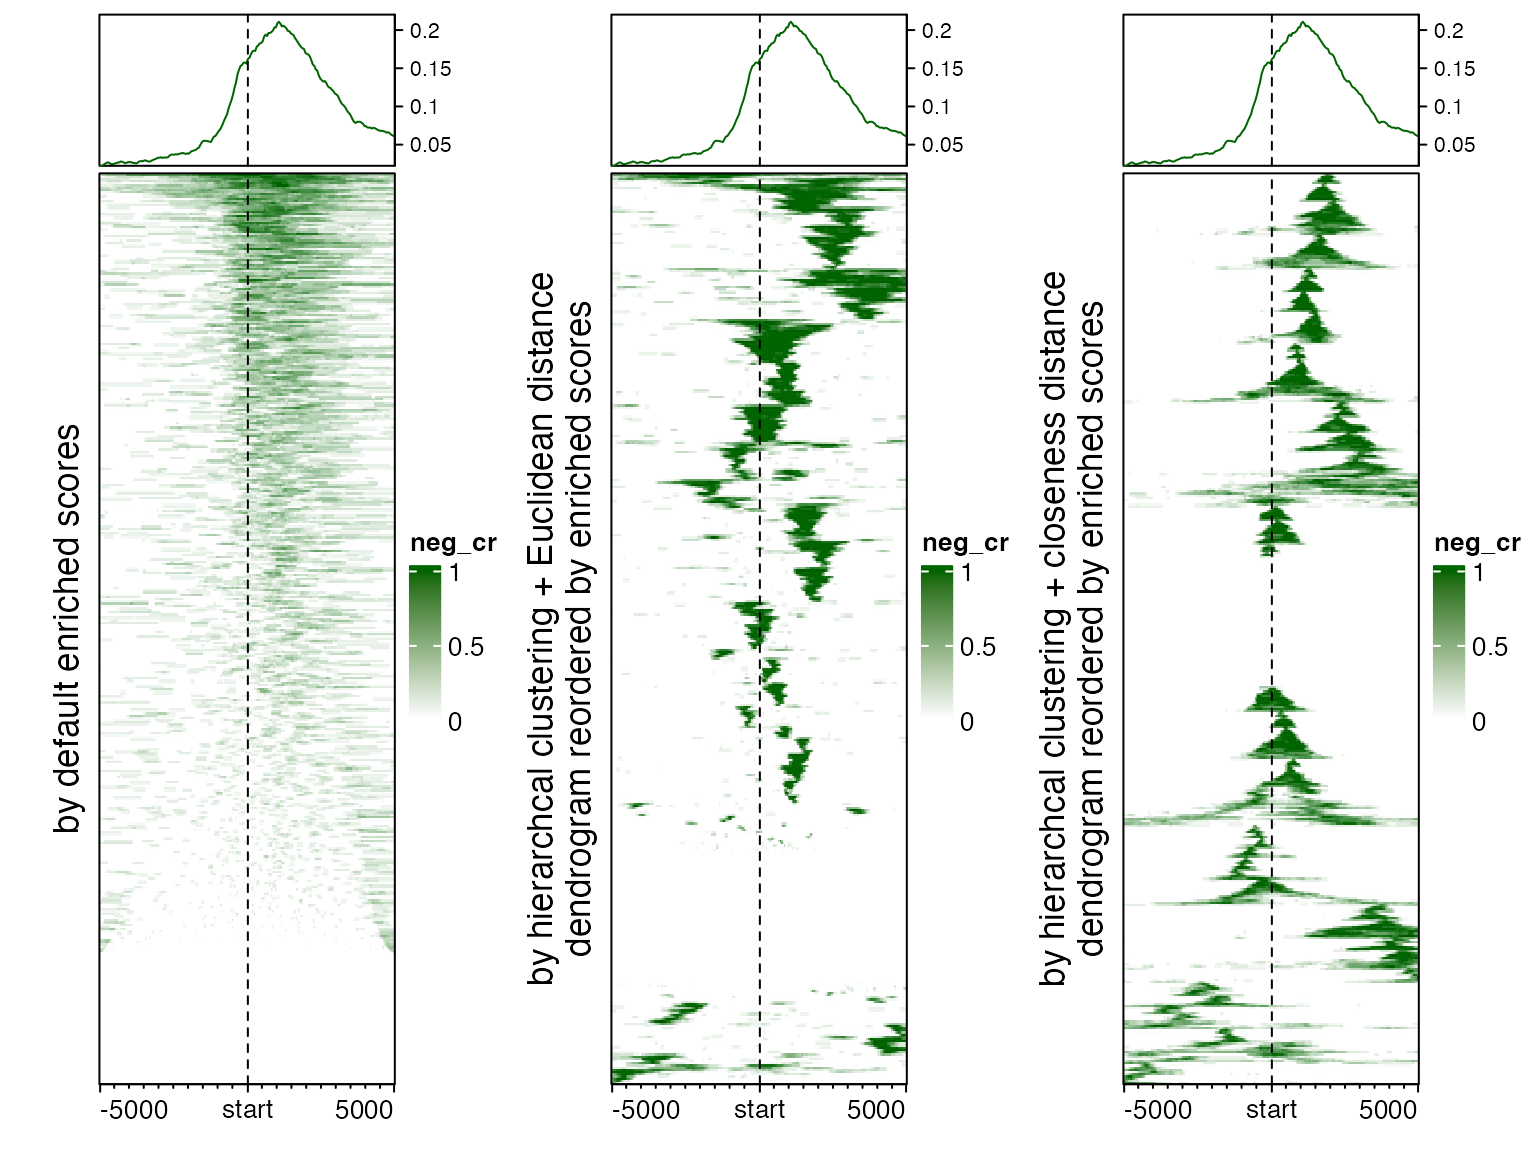 0.2
0.15
0.1
0.05
by default enriched scores
neg_cr
1
0.5
0
-5000
start
5000
0.2
0.15
0.1
0.05
by hierarchcal clustering + Euclidean distance
dendrogram reordered by enriched scores
neg_cr
1
0.5
0
-5000
start
5000
0.2
0.15
0.1
0.05
by hierarchcal clustering + closeness distance
dendrogram reordered by enriched scores
neg_cr
1
0.5
0
-5000
start
5000